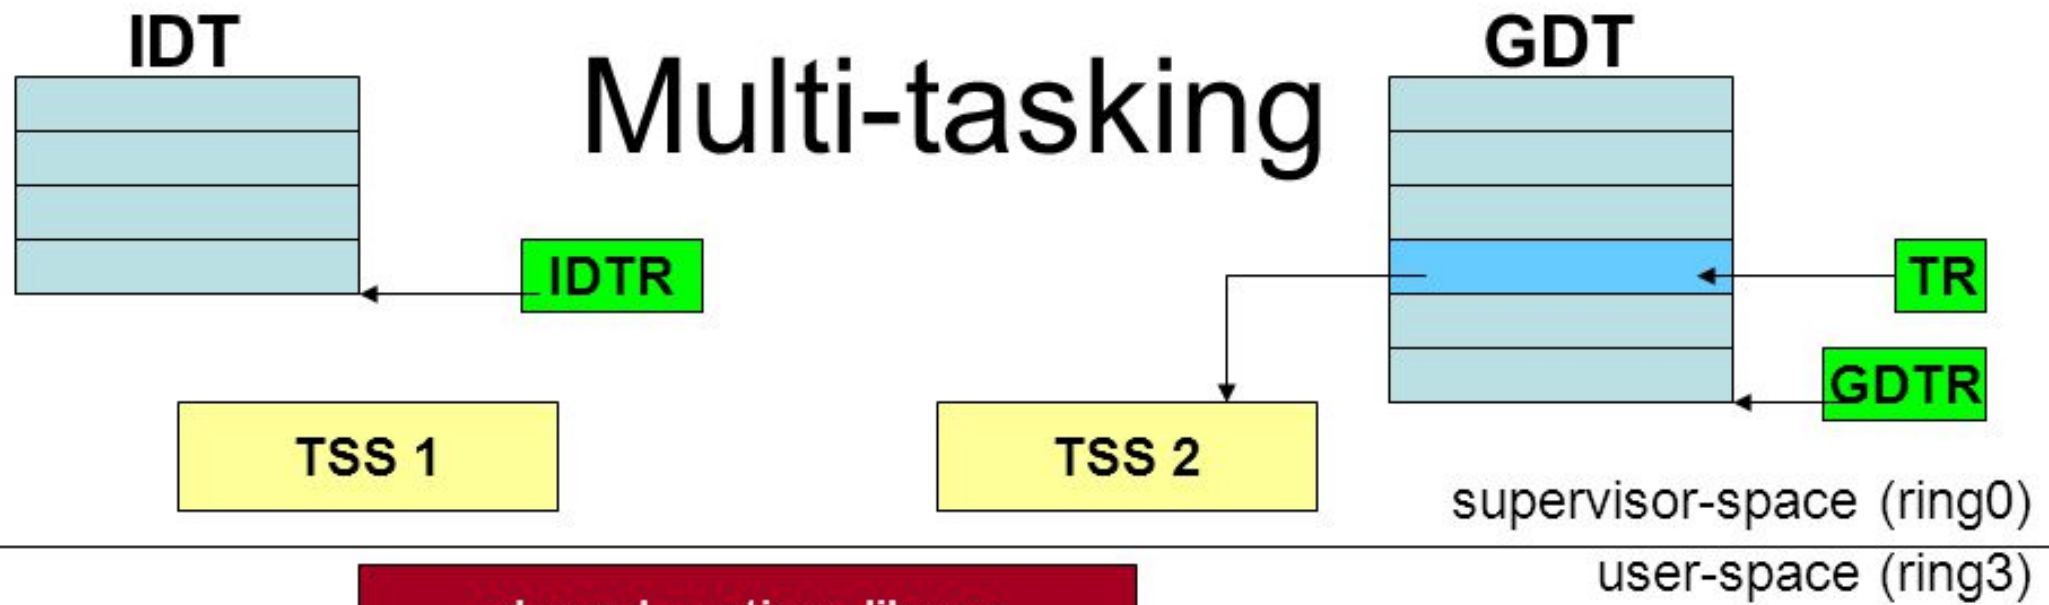 IDT
Multi-tasking
GDT
IDTR
TR
GDTR
TSS 1
TSS 2
supervisor-space (ring0)
user-space (ring3)